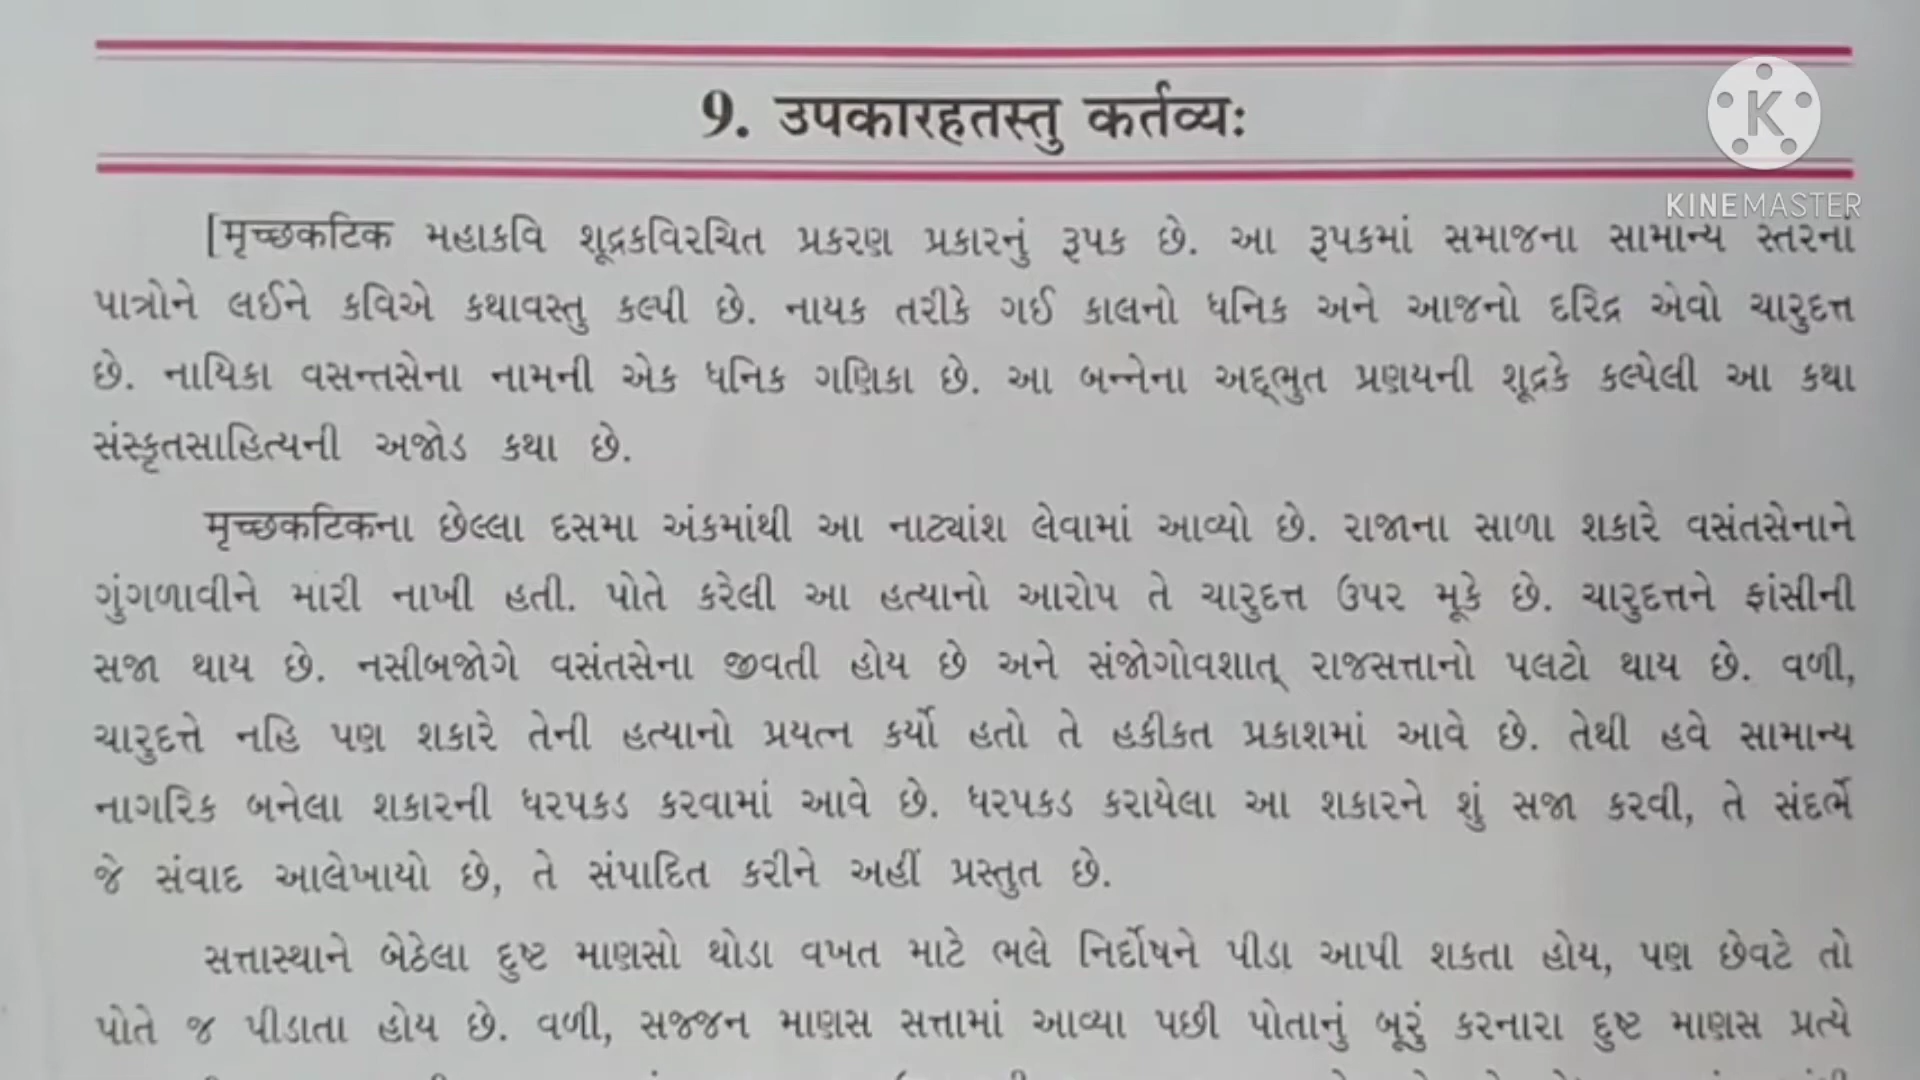 9. उपकारहतस्तु कर्तव्यः
K
KINEMASTER
[मृच्छकटिक મહાકવિ શૂદ્રકવિરચિત પ્રકરણ પ્રકારનું રૂપક છે. આ રૂપકમાં સમાજના સામાન્ય સ્તરનાં
પાત્રોને લઈને કવિએ કથાવસ્તુ કલ્પી છે. નાયક તરીકે ગઈ કાલનો ધનિક અને આજનો દરિદ્ર એવો ચારુદત્ત
છે. નાયિકા વસન્તસેના નામની એક ધનિક ગણિકા છે. આ બન્નેના અદ્ભુત પ્રણયની શૂદ્રકે કલ્પેલી આ કથા
સંસ્કૃતસાહિત્યની અજોડ કથા છે.
मृच्छकटिकના છેલ્લા દસમા અંકમાંથી આ નાટ્યાંશ લેવામાં આવ્યો છે. રાજાના સાળા શકારે વસંતસેનાને
ગુંગળાવીને મારી નાખી હતી. પોતે કરેલી આ હત્યાનો આરોપ તે ચારુદત્ત ઉપર મૂકે છે. ચારુદત્તને ફાંસીની
સજા થાય છે. નસીબજોગે વસંતસેના જીવતી હોય છે અને સંજોગોવશાત્ રાજસત્તાનો પલટો થાય છે. વળી,
ચારુદત્તે નહિ પણ શકારે તેની હત્યાનો પ્રયત્ન કર્યો હતો તે હકીકત પ્રકાશમાં આવે છે. તેથી હવે સામાન્ય
નાગરિક બનેલા શકારની ધરપકડ કરવામાં આવે છે. ધરપકડ કરાયેલા આ શકારને શું સજા કરવી, તે સંદર્ભે
જે સંવાદ આલેખાયો છે, તે સંપાદિત કરીને અહીં પ્રસ્તુત છે.
સત્તાસ્થાને બેઠેલા દુષ્ટ માણસો થોડા વખત માટે ભલે નિર્દોષને પીડા આપી શકતા હોય, પણ છેવટે તો
પોતે જ પીડાતા હોય છે. વળી, સજ્જન માણસ સત્તામાં આવ્યા પછી પોતાનું બૂરું કરનારા દુષ્ટ માણસ પ્રત્યે